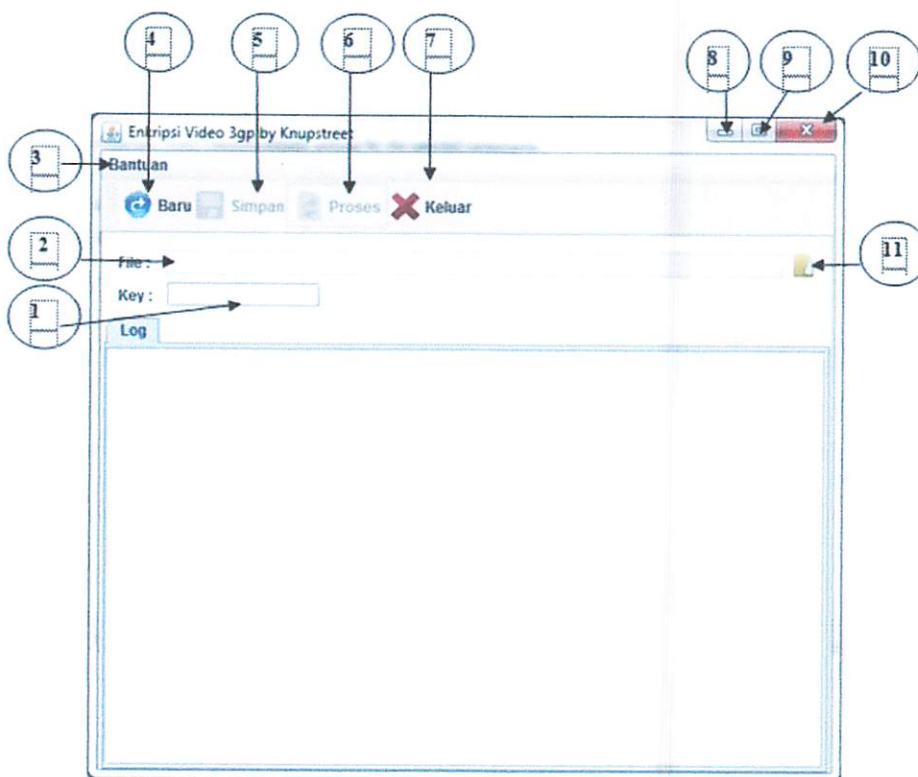 4 5 6 7
8 9 10
Enkripsi Video 3gp by Knupstreet
3
Bantuan
Baru Simpan Proses Keluar
2
File :
11
1
Key :
Log